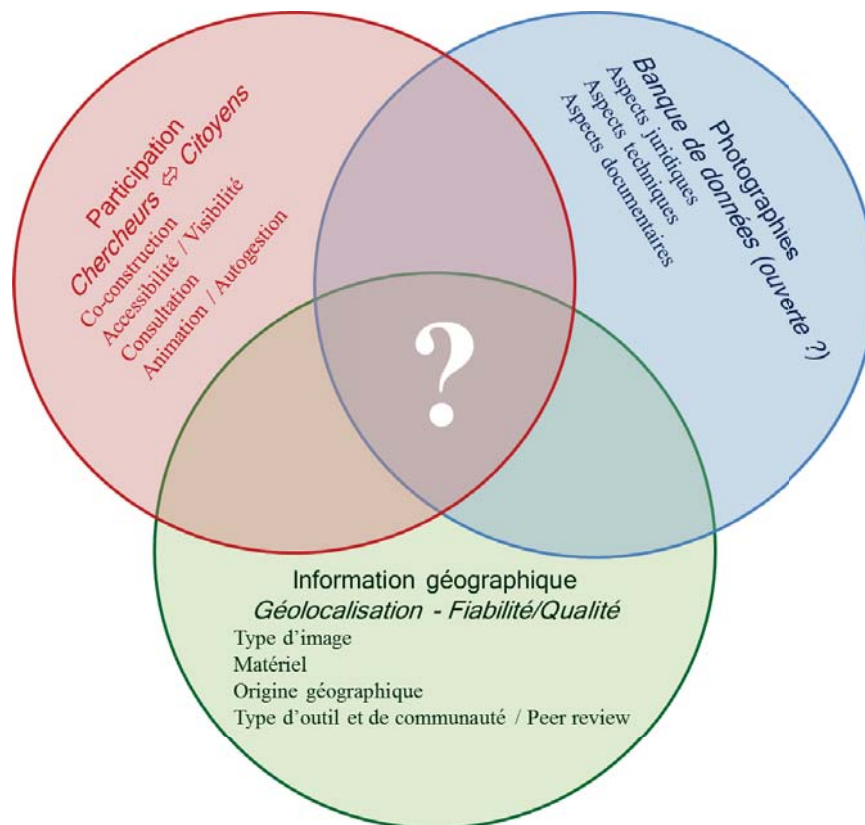 Participation
Chercheurs ⇔ Citoyens
Co-construction
Accessibilité / Visibilité
Consultation
Animation / Autogestion
Photographies
Banque de données (ouverte ?)
Aspects juridiques
Aspects techniques
Aspects documentaires
?
Information géographique
Géolocalisation - Fiabilité/Qualité
Type d'image
Matériel
Origine géographique
Type d'outil et de communauté / Peer review